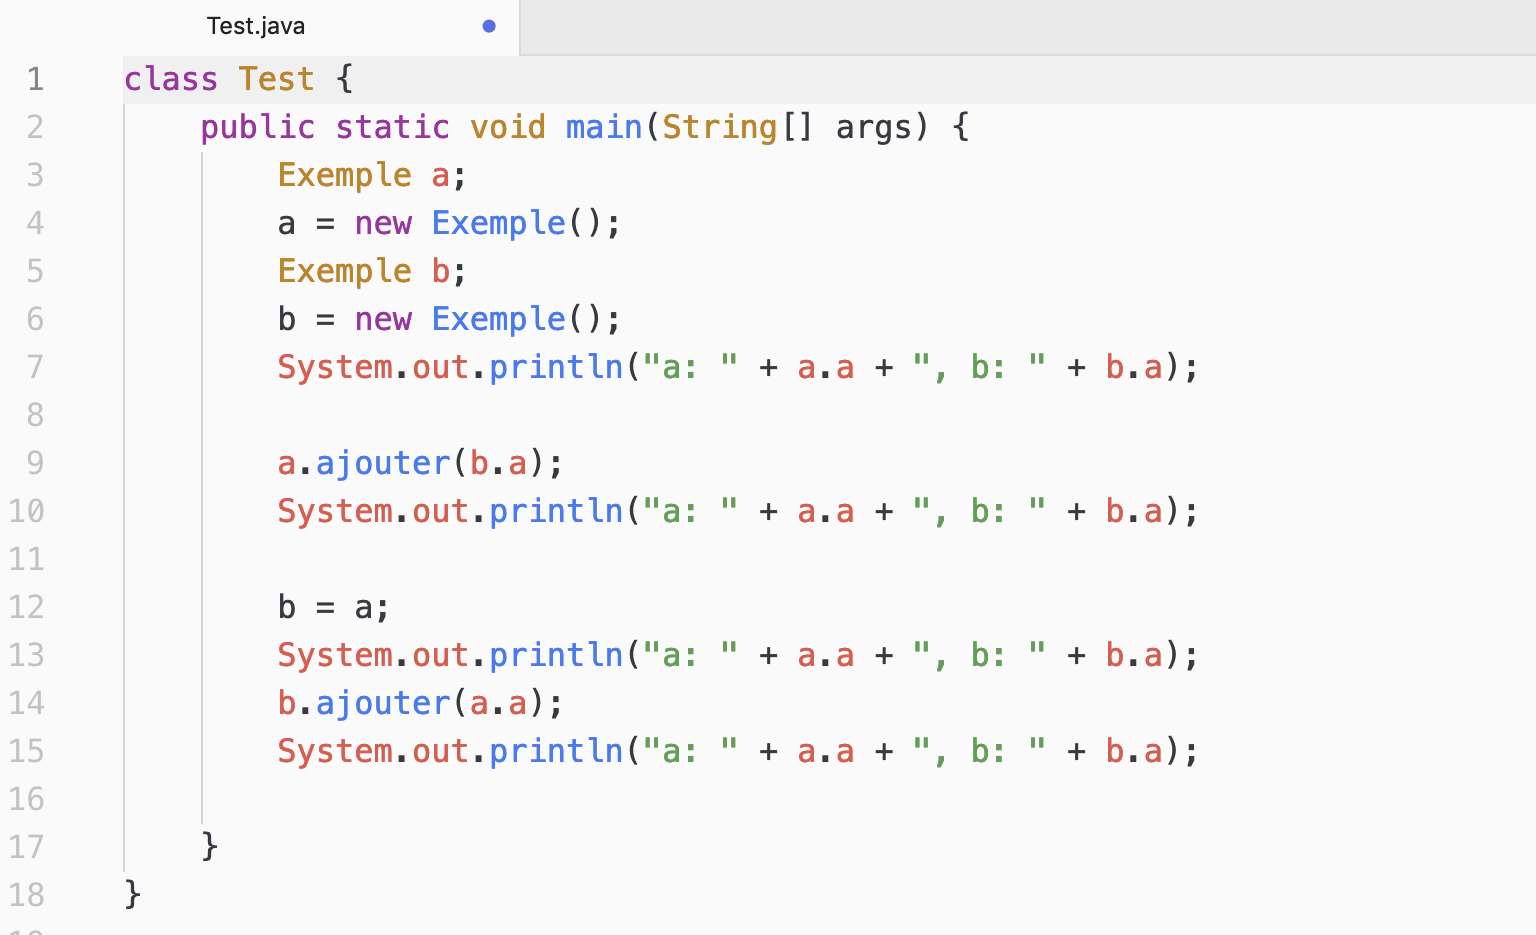 Test.java
1 class Test {
2 public static void main(String[] args) {
3 Exemple a;
4 a = new Exemple();
5 Exemple b;
6 b = new Exemple();
7 System.out.println("a: " + a.a + ", b: " + b.a);
8
9 a.ajouter(b.a);
10 System.out.println("a: " + a.a + ", b: " + b.a);
11
12 b = a;
13 System.out.println("a: " + a.a + ", b: " + b.a);
14 b.ajouter(a.a);
15 System.out.println("a: " + a.a + ", b: " + b.a);
16
17 }
18 }